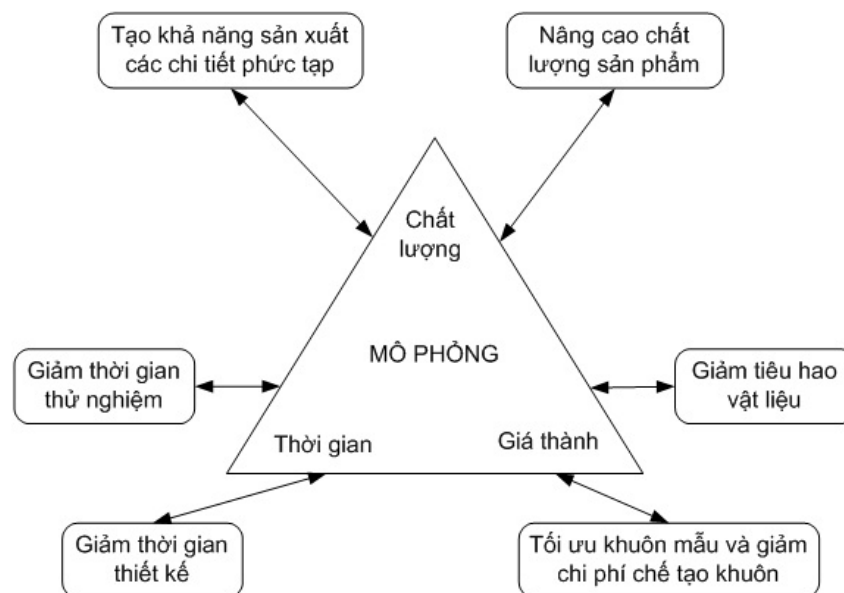 Tạo khả năng sản xuất
các chi tiết phức tạp
Nâng cao chất
lượng sản phẩm
Chất
lượng
MÔ PHỎNG
Giảm thời gian
thử nghiệm
Giảm tiêu hao
vật liệu
Thời gian
Giá thành
Giảm thời gian
thiết kế
Tối ưu khuôn mẫu và giảm
chi phí chế tạo khuôn